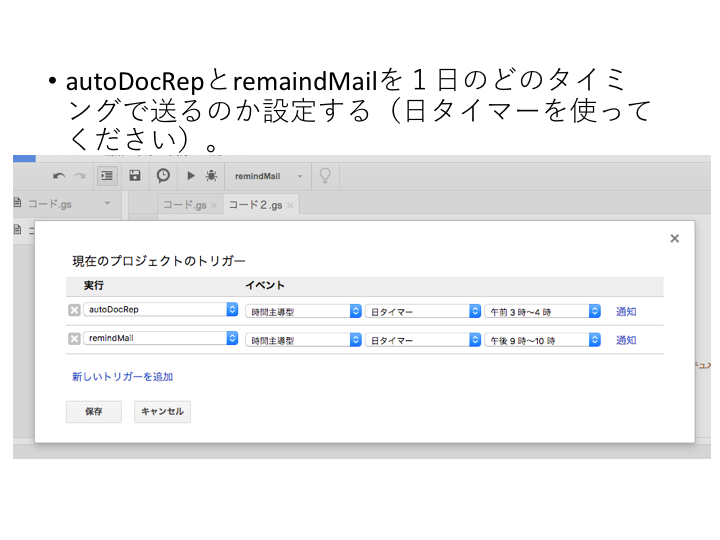 • autoDocRepとremaindMailを１日のどのタイミ
ングで送るのか設定する（日タイマーを使って
ください）。
remindMail
コード.gs
コード.gs × コード２.gs ×
現在のプロジェクトのトリガー
実行 イベント
autoDocRep 時間主導型 日タイマー 午前 3 時〜4 時 通知
remindMail 時間主導型 日タイマー 午後 9 時〜10 時 通知
新しいトリガーを追加
保存 キャンセル